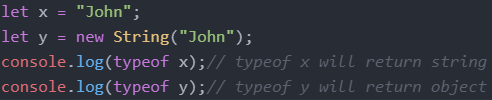 let x = "John";
let y = new String("John");
console.log(typeof x);// typeof x will return string
console.log(typeof y);// typeof y will return object